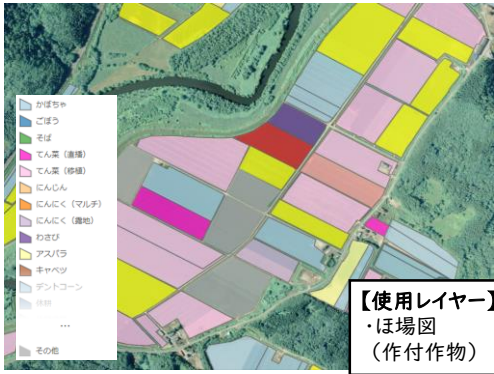 かぼちゃ
ごぼう
そば
てん菜（直播）
てん菜（移植）
にんじん
にんにく（マルチ）
にんにく（露地）
わさび
アスパラ
キャベツ
デントコーン
休耕
…
その他
【使用レイヤー】
・ほ場図
（作付作物）